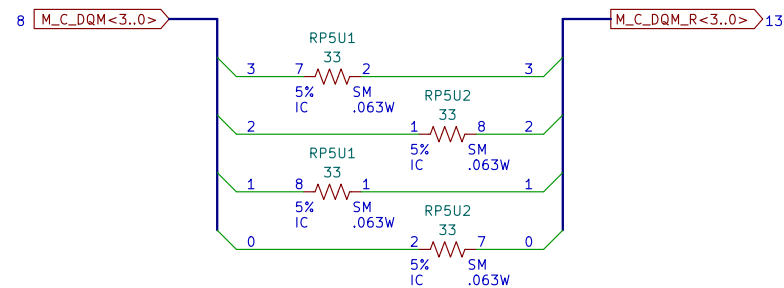 8 M_C_DQM<3..0> M_C_DQM_R<3..0> 13
RP5U1
33
3 7 2 3
5% SM
IC .063W
RP5U2
33
2 1 8 2
5% SM
IC .063W
RP5U1
33
1 8 1 1
5% SM
IC .063W
RP5U2
33
0 2 7 0
5% SM
IC .063W